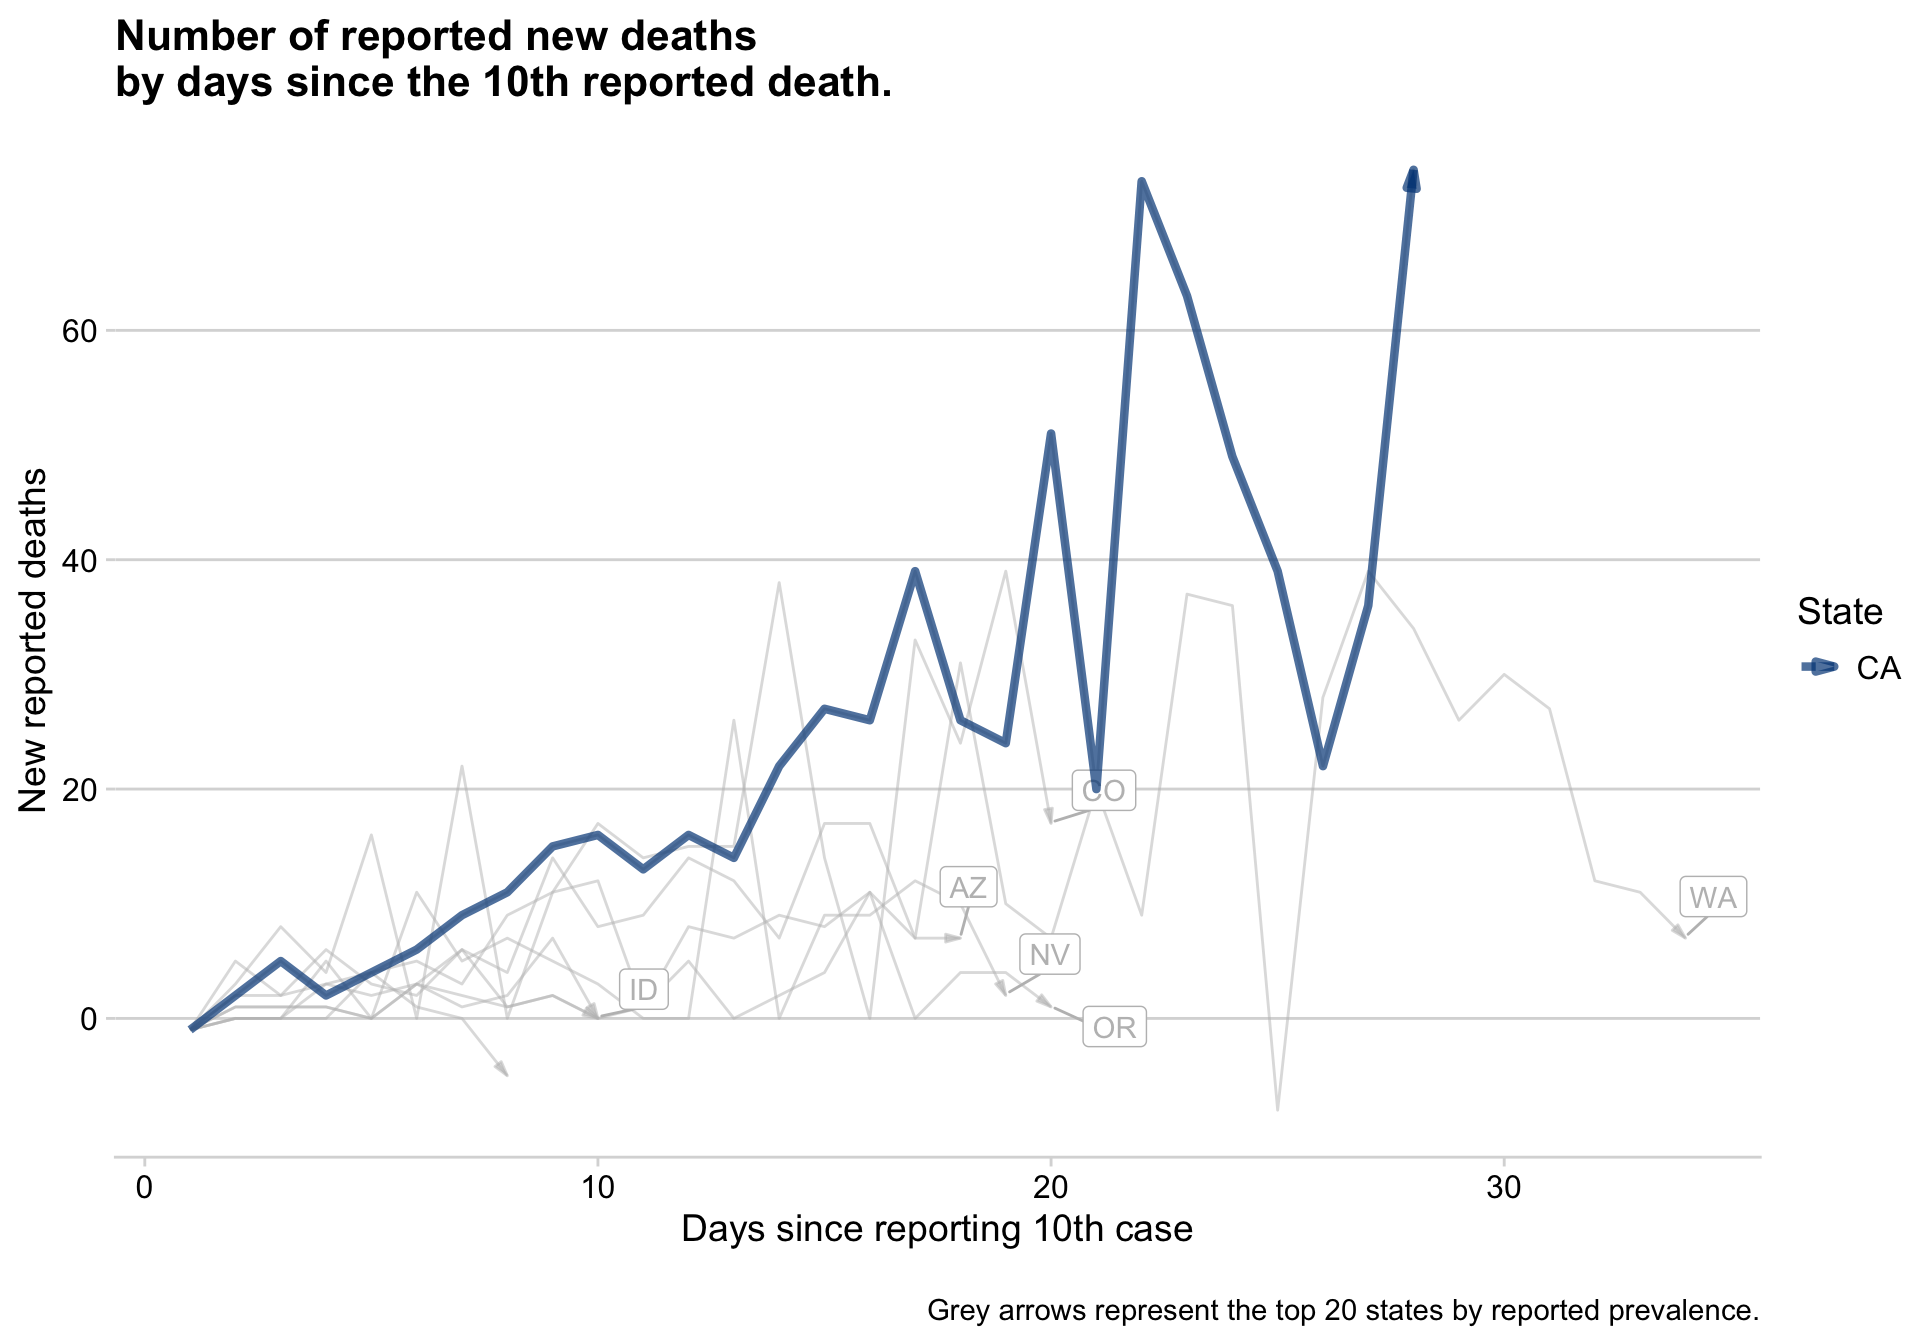 Number of reported new deaths
by days since the 10th reported death.
New reported deaths
60
40
20
0
CO
AZ
WA
NV
ID
OR
State
CA
0
10
20
30
Days since reporting 10th case
Grey arrows represent the top 20 states by reported prevalence.